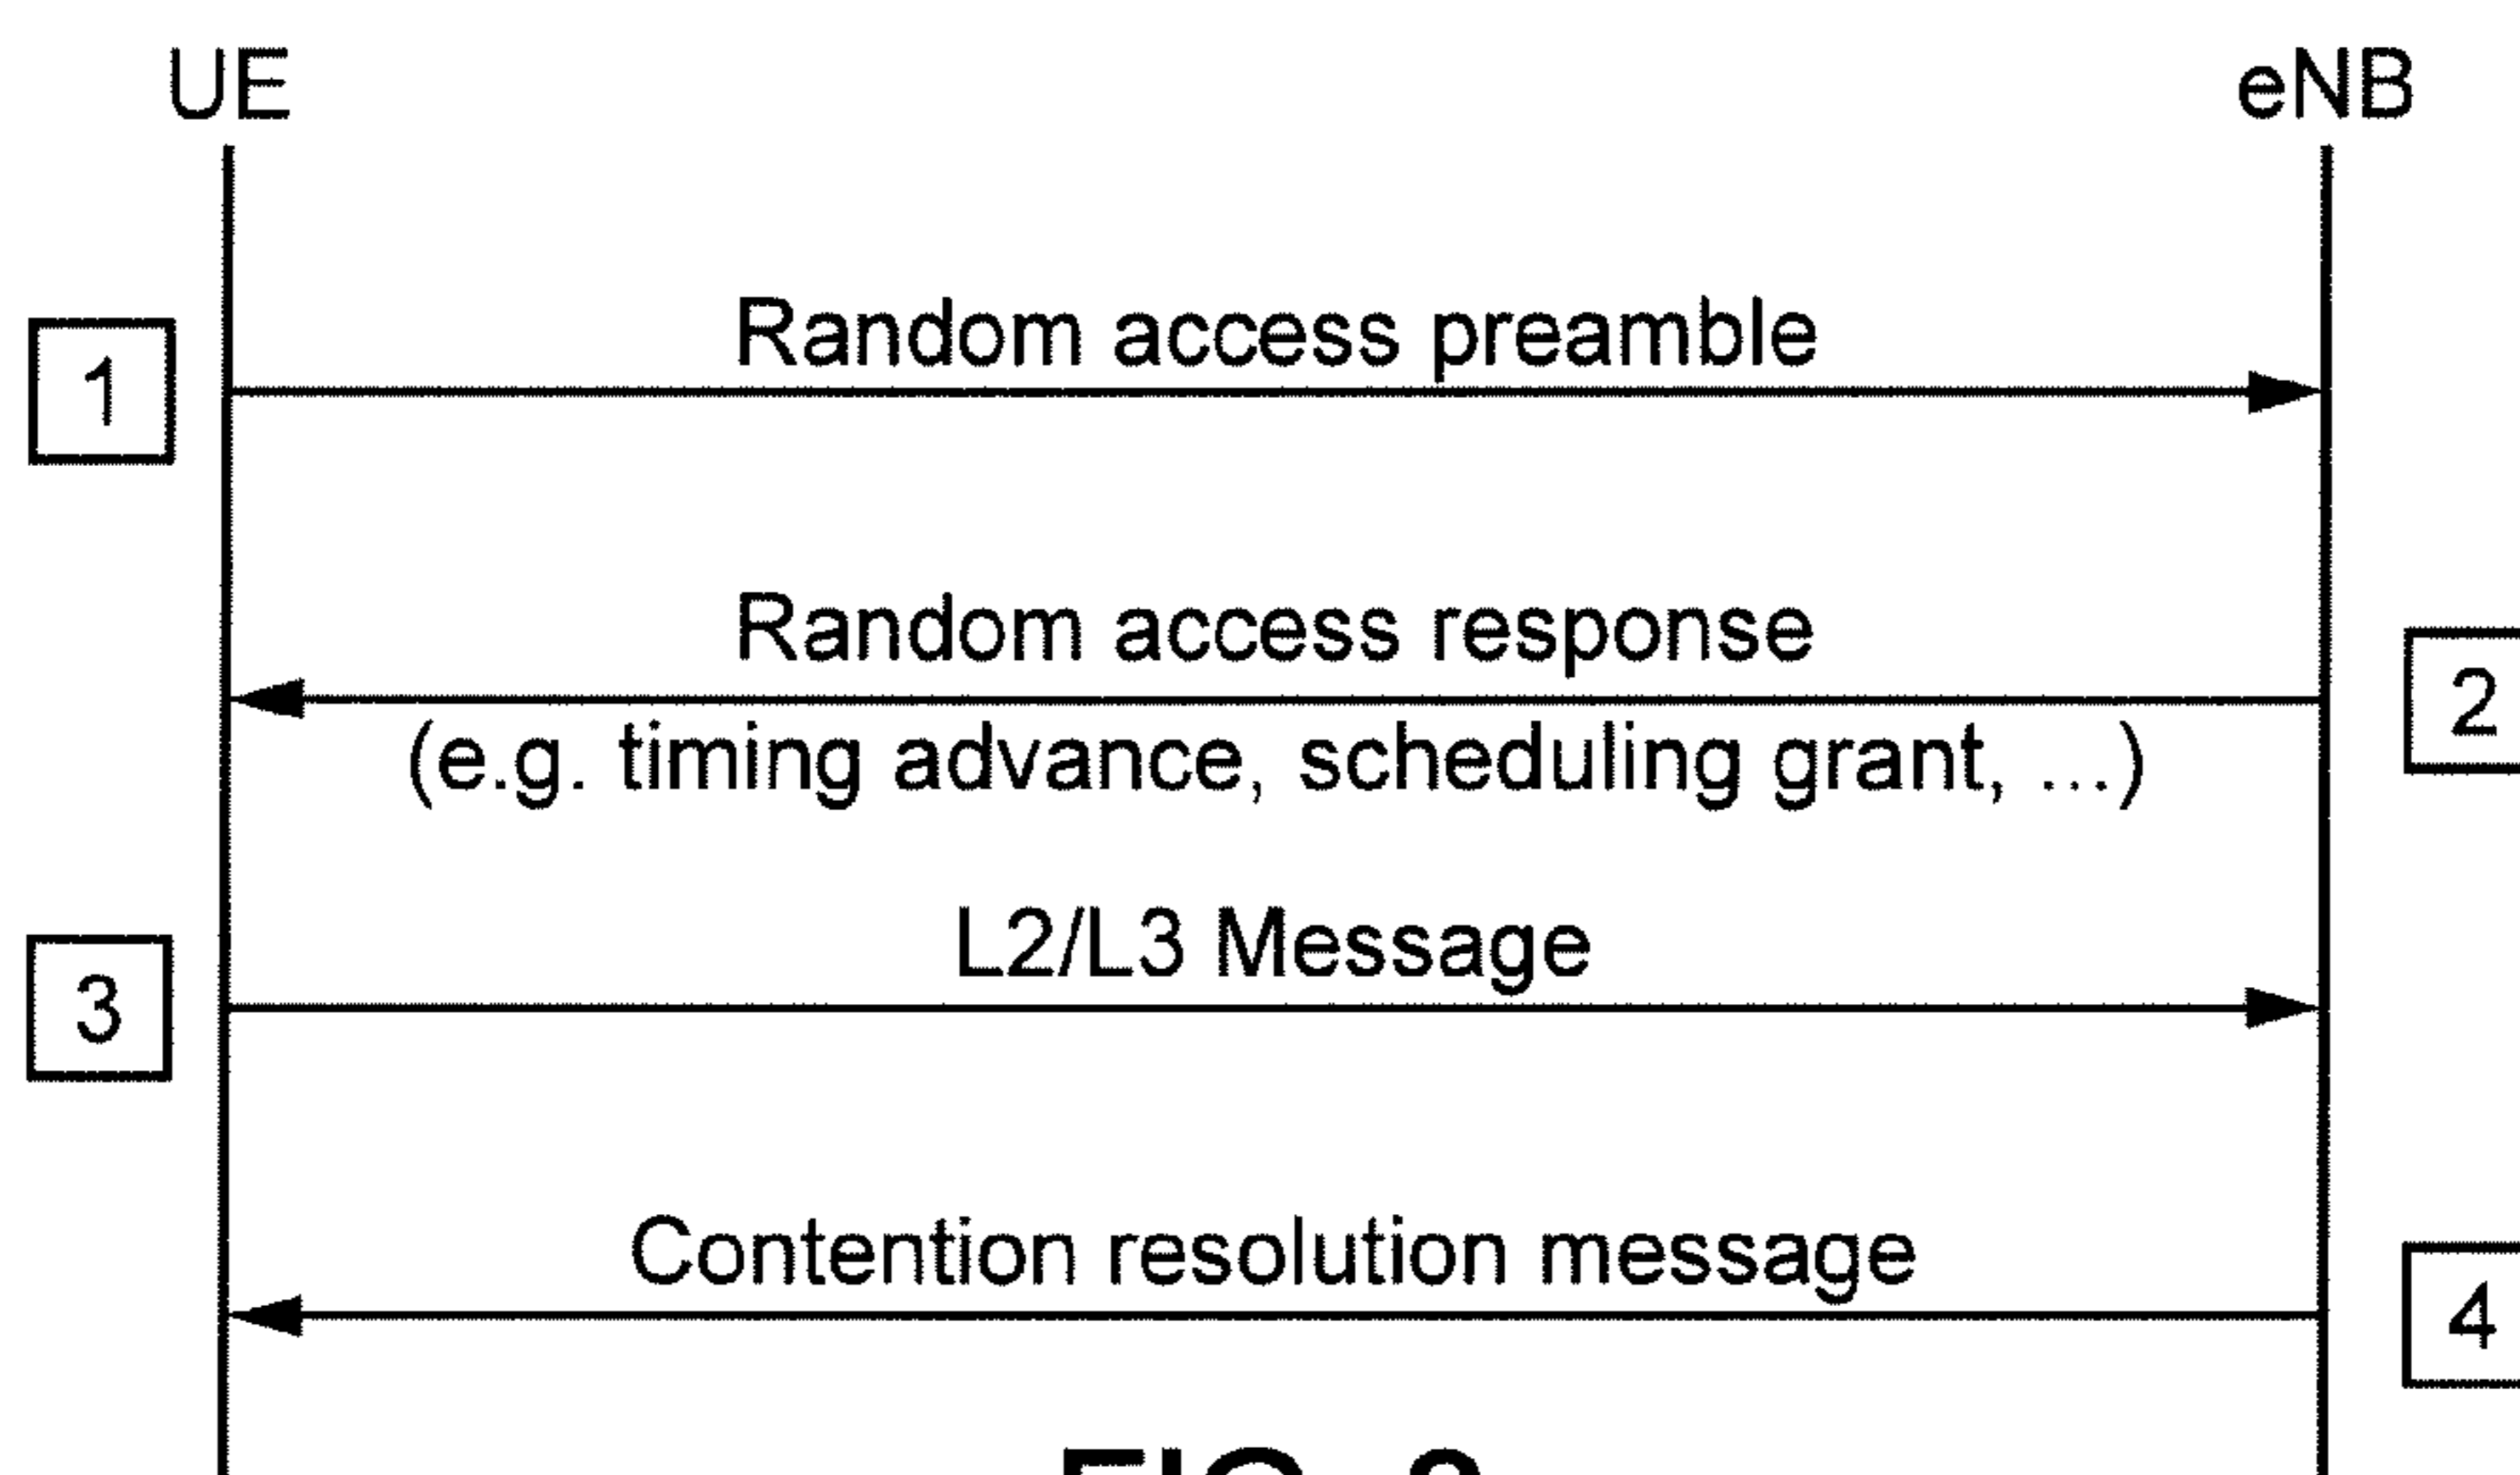 UE
eNB
Random access preamble
1
Random access response
2
(e.g. timing advance, scheduling grant, ...)
L2/L3 Message
3
Contention resolution message
4
FIG.